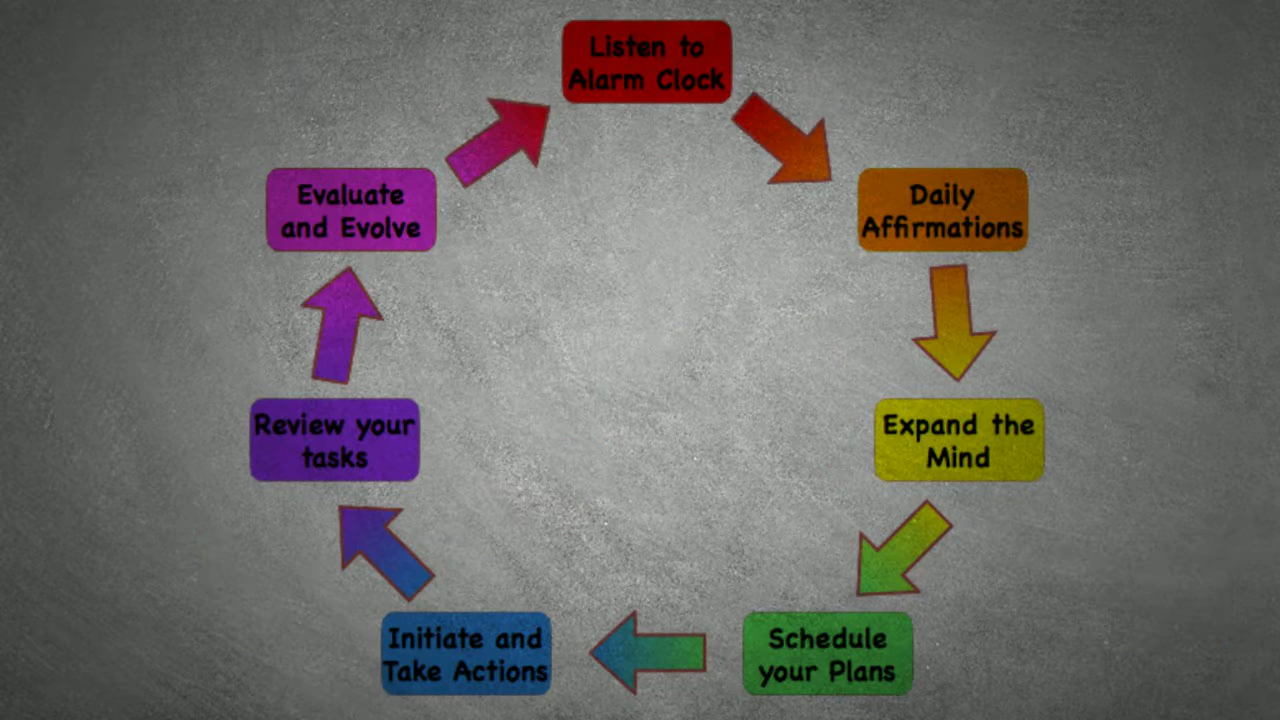 Listen to
Alarm Clock
Daily
Affirmations
Expand the
Mind
Schedule
your Plans
Initiate and
Take Actions
Review your
tasks
Evaluate
and Evolve